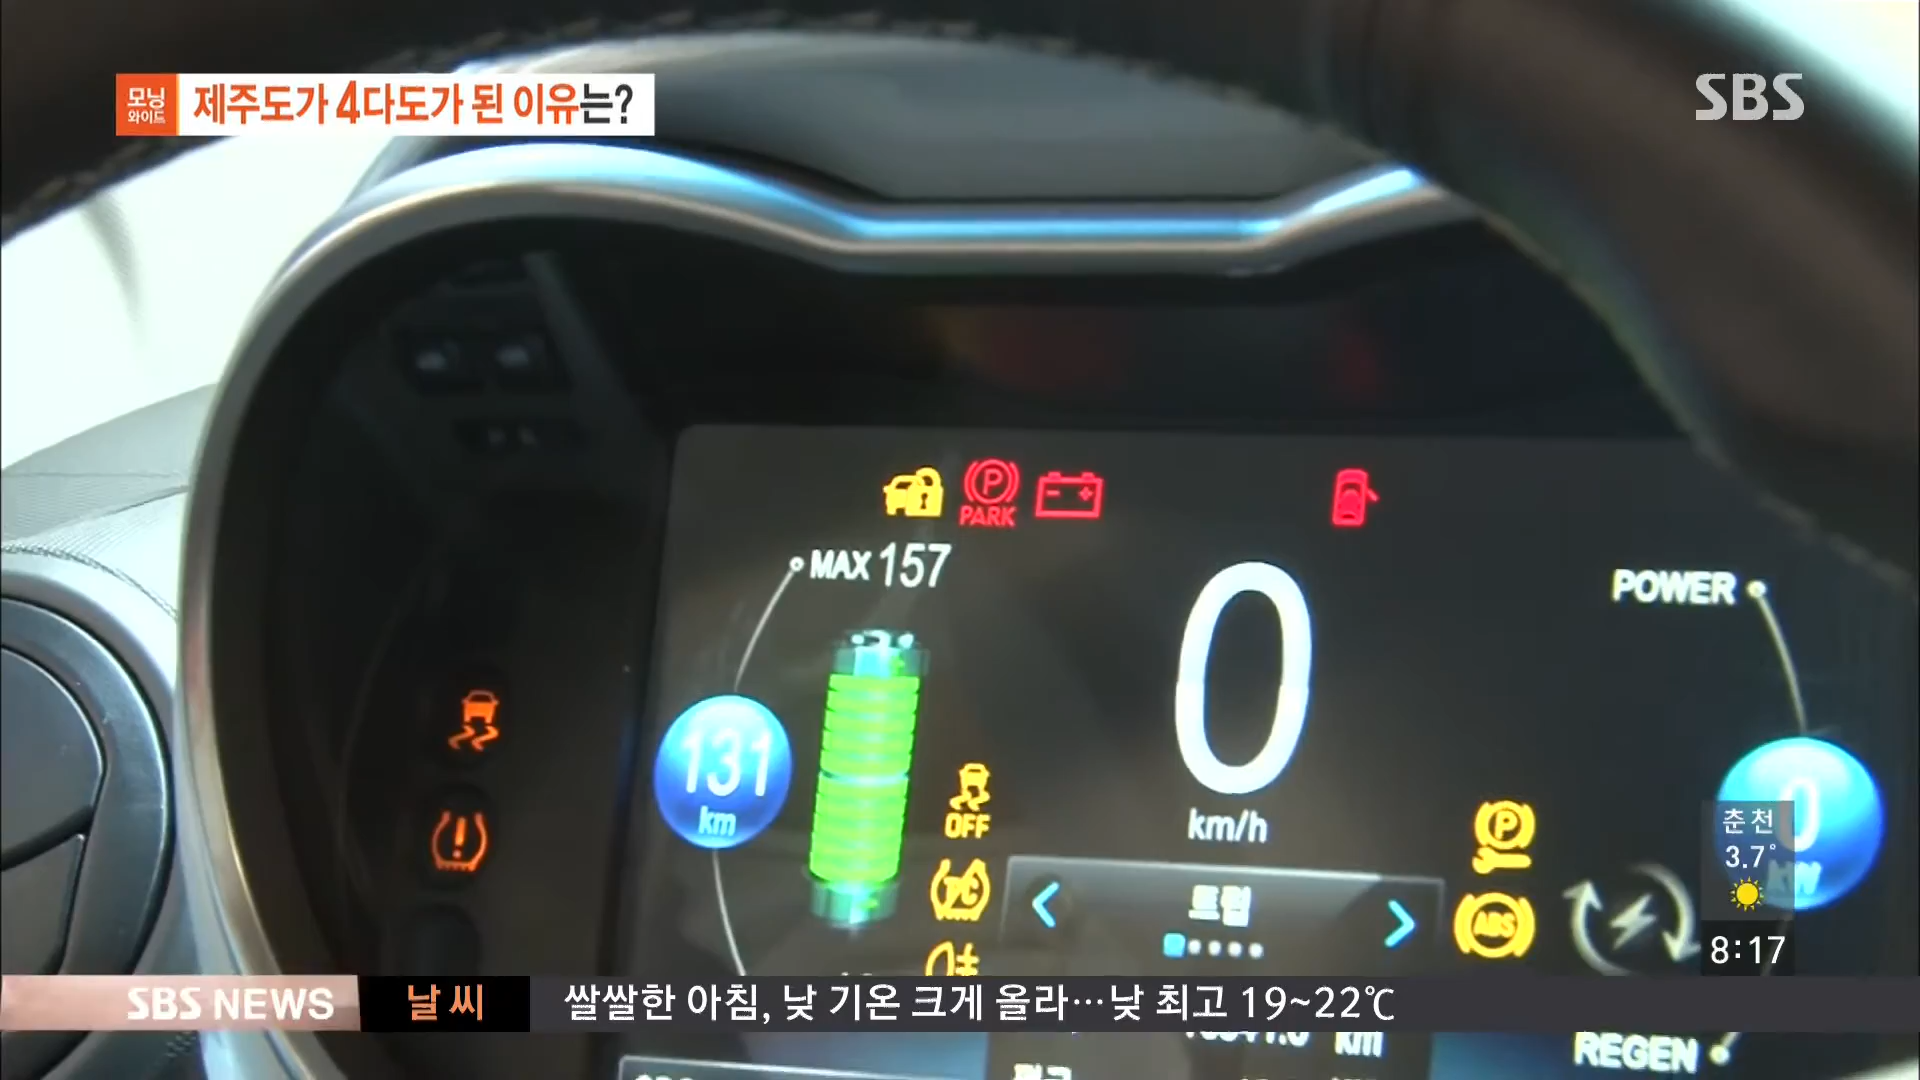 모닝
와이드
제주도가 4다도가 된 이유는?
SBS
PARK
MAX 157
POWER
0
131
km
OFF
km/h
트립
ABS
0
kW
춘천
3.7°
8:17
SBS NEWS
날씨
쌀쌀한 아침, 낮 기온 크게 올라…낮 최고 19~22℃
km
REGEN